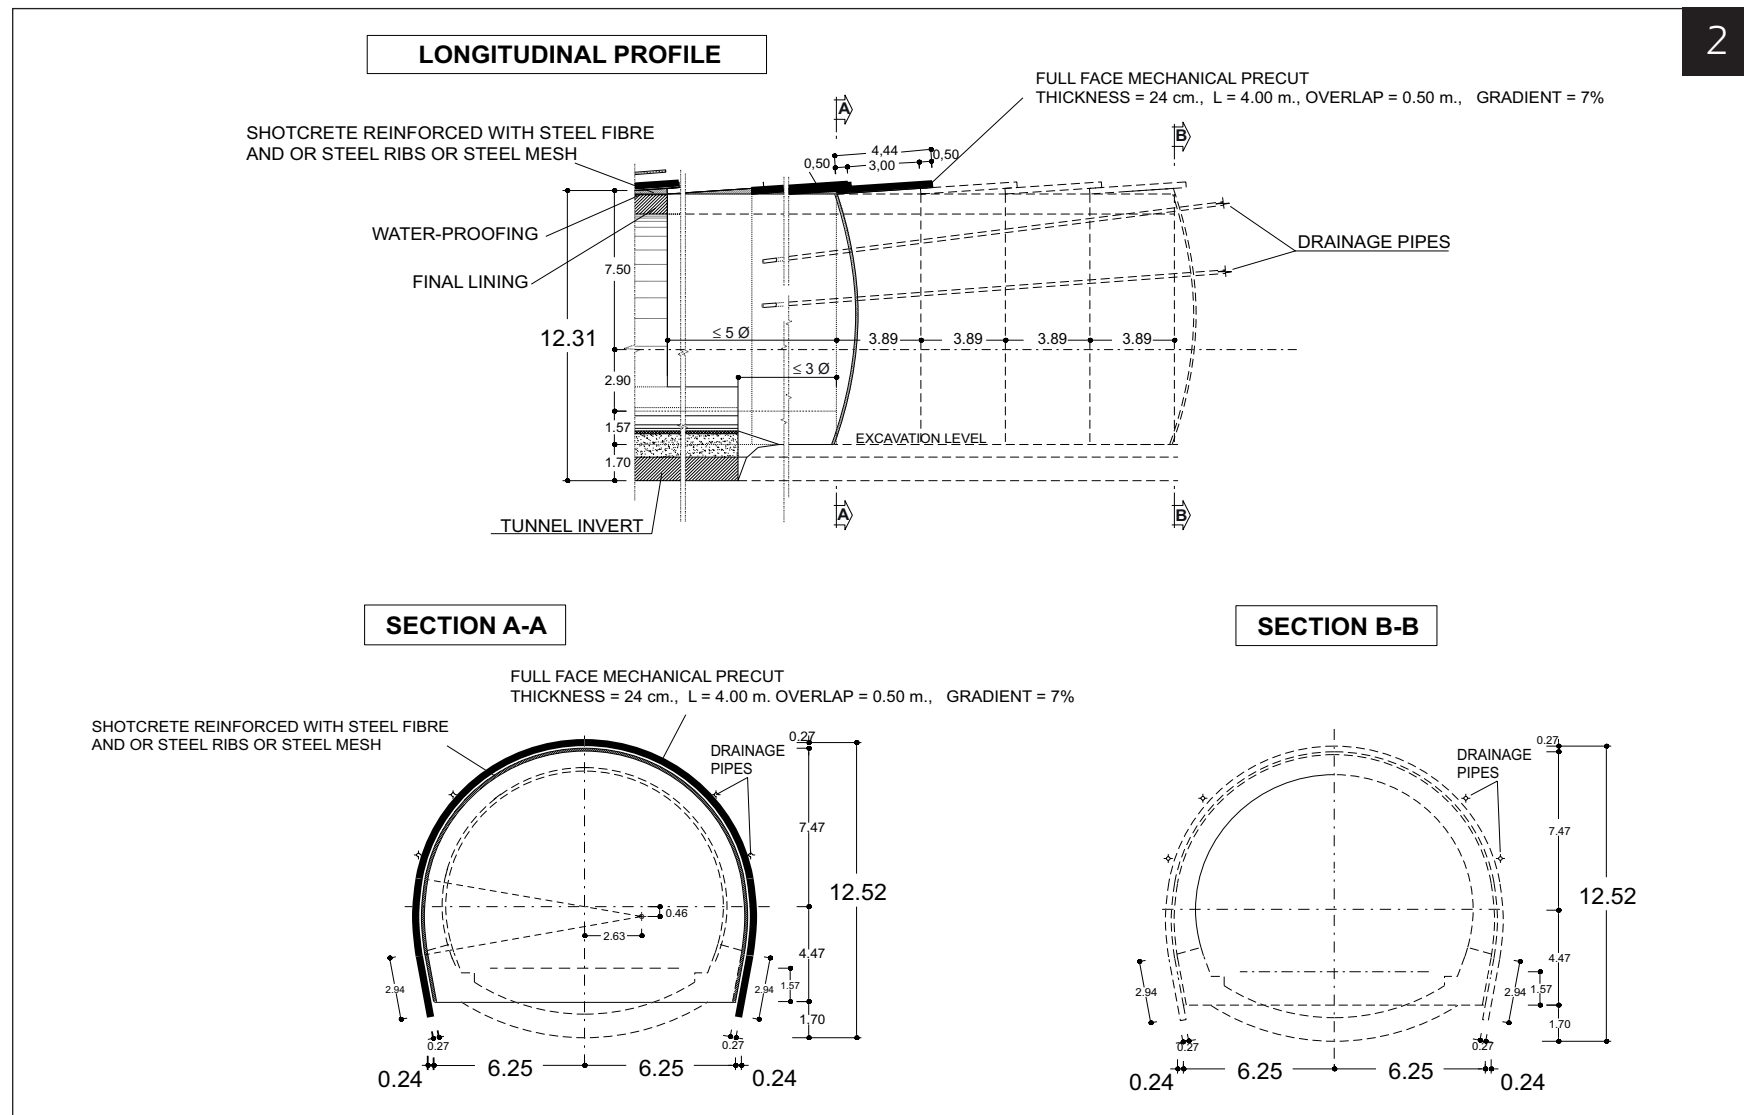 2
LONGITUDINAL PROFILE
FULL FACE MECHANICAL PRECUT
THICKNESS = 24 cm., L = 4.00 m., OVERLAP = 0.50 m., GRADIENT = 7%
A
B
SHOTCRETE REINFORCED WITH STEEL FIBRE
AND OR STEEL RIBS OR STEEL MESH
4,44
0,50
3,00
0,50
WATER-PROOFING
DRAINAGE PIPES
7.50
FINAL LINING
12.31
≤ 5 Ø
3.89
3.89
3.89
3.89
≤ 3 Ø
2.90
1.57
EXCAVATION LEVEL
1.70
A
B
TUNNEL INVERT
SECTION A-A
FULL FACE MECHANICAL PRECUT
THICKNESS = 24 cm., L = 4.00 m. OVERLAP = 0.50 m., GRADIENT = 7%
SHOTCRETE REINFORCED WITH STEEL FIBRE
AND OR STEEL RIBS OR STEEL MESH
DRAINAGE
PIPES
0.27
7.47
12.52
0.46
2.63
4.47
2.94
2.94
1.57
1.70
0.27
0.27
0.24
6.25
6.25
0.24
SECTION B-B
0.27
DRAINAGE
PIPES
7.47
12.52
4.47
2.94
2.94
1.57
1.70
0.27
0.27
0.24
6.25
6.25
0.24